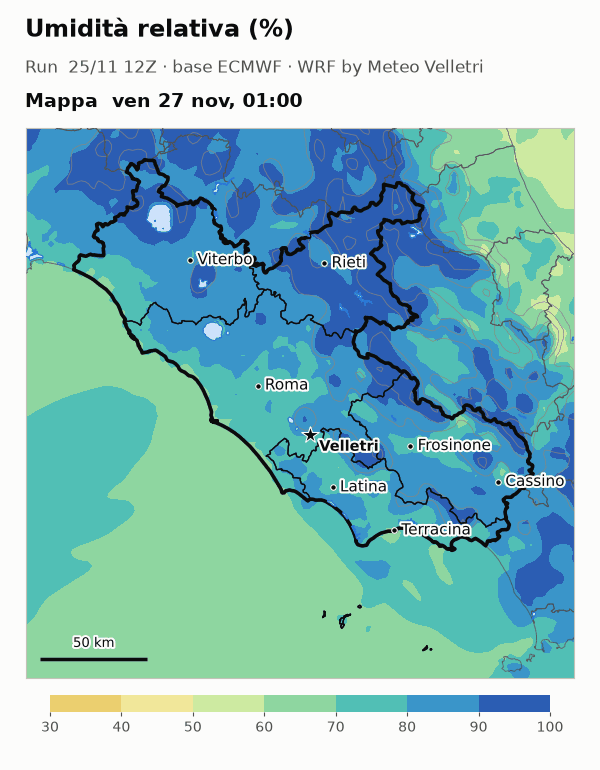 Umidità relativa (%)
Run  25/11 12Z · base ECMWF · WRF by Meteo Velletri
Mappa  ven 27 nov, 01:00
Viterbo
Rieti
Roma
Velletri
Frosinone
Latina
Cassino
Terracina
50 km
30 40 50 60 70 80 90 100